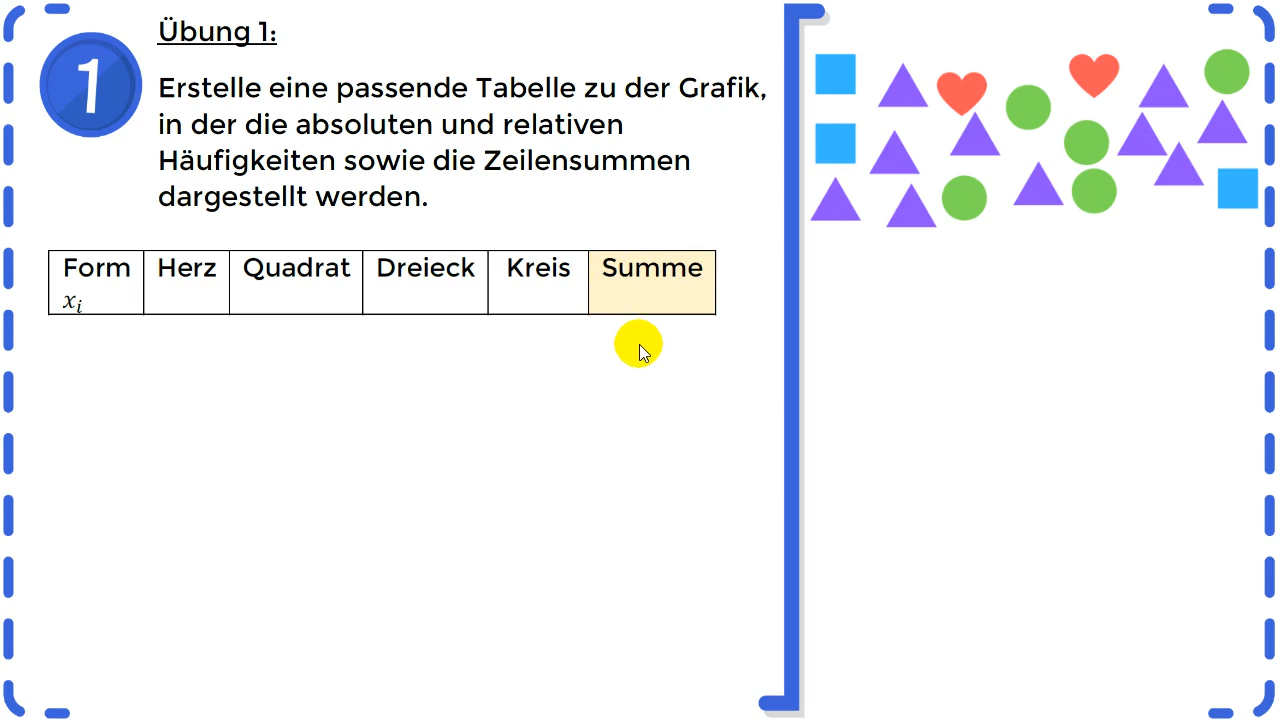 1
Übung 1:
Erstelle eine passende Tabelle zu der Grafik,
in der die absoluten und relativen
Häufigkeiten sowie die Zeilensummen
dargestellt werden.
Form Herz Quadrat Dreieck Kreis Summe
xᵢ